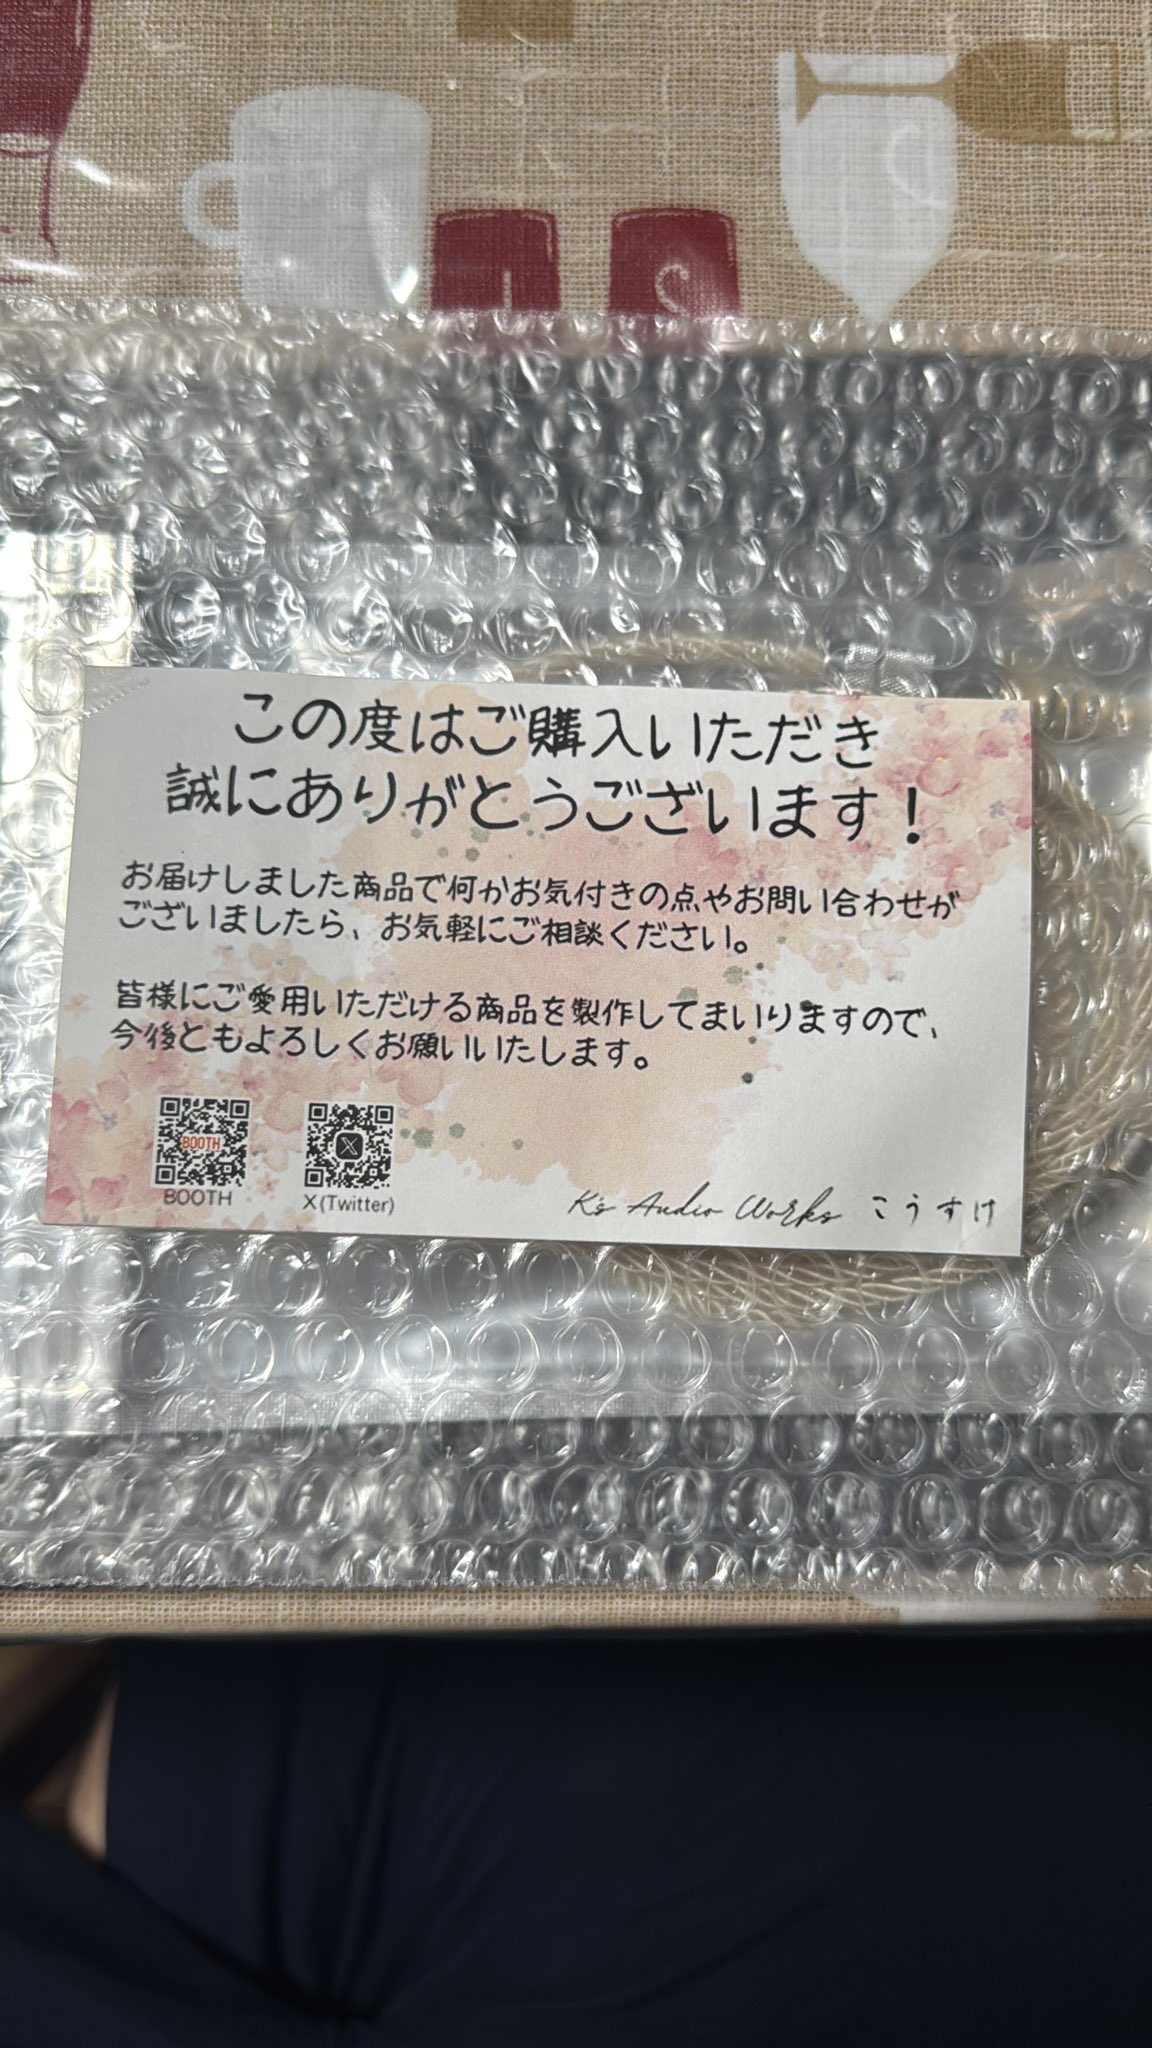 この度はご購入いただき
誠にありがとうございます！
お届けしました商品で何かお気付きの点やお問い合わせが
ございましたら、お気軽にご相談ください。
皆様にご愛用いただける商品を製作してまいりますので、
今後ともよろしくお願いいたします。
BOOTH
BOOTH
X(Twitter)
K's Audio Works こうすけ